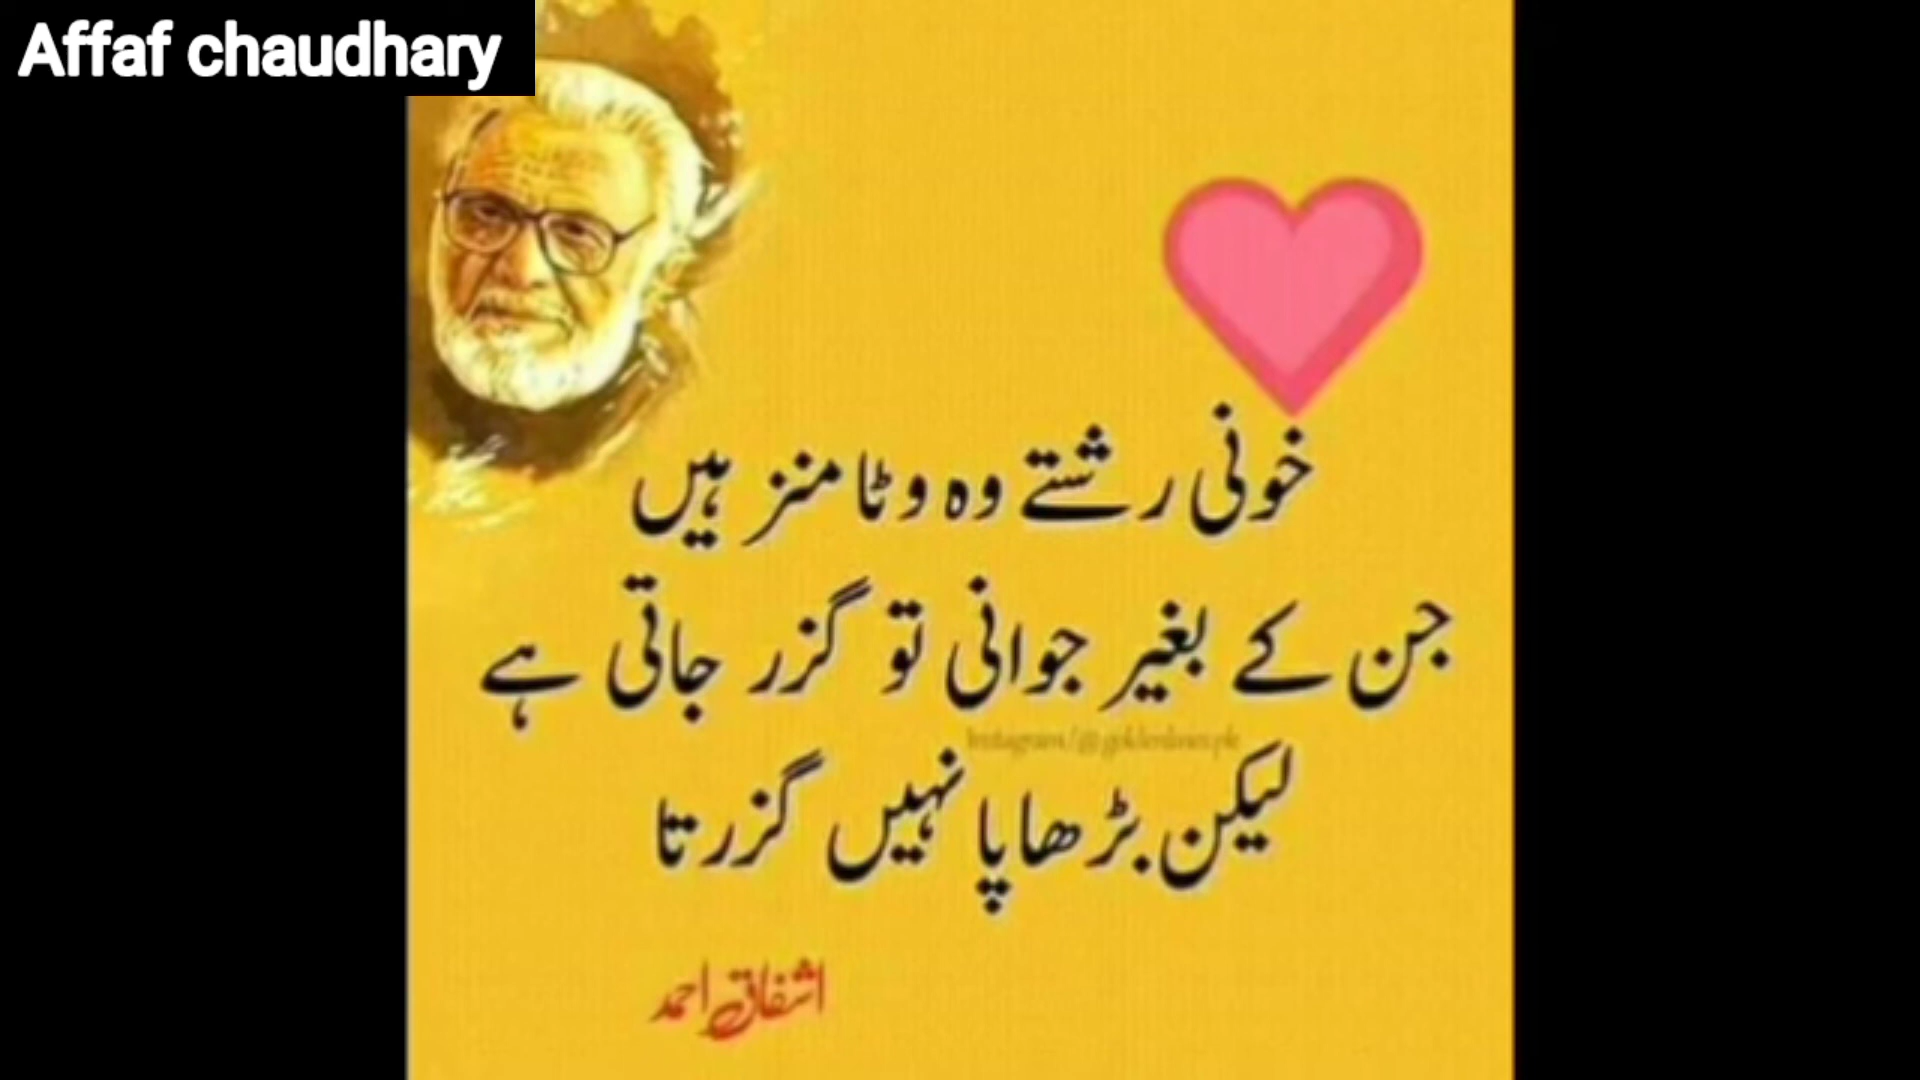 Affaf chaudhary
خونی رشتے وہ وٹامنز ہیں
جن کے بغیر جوانی تو گزر جاتی ہے
لیکن بڑھاپا نہیں گزرتا
اشفاق احمد